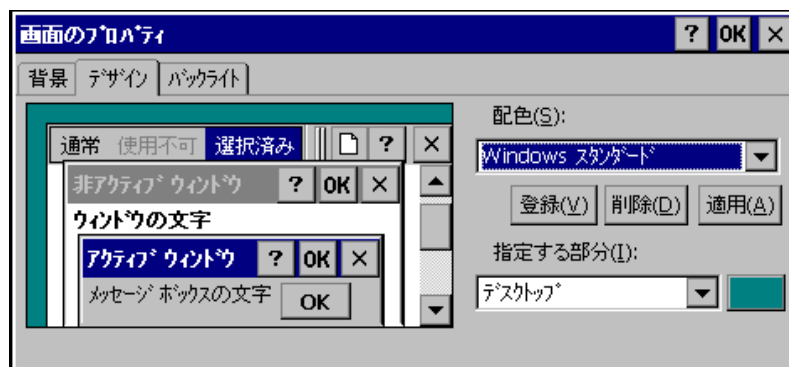 画面のﾌﾟﾛﾊﾟﾃｨ ? OK ×
背景 ﾃﾞｻﾞｲﾝ ﾊﾞｯｸﾗｲﾄ
通常 使用不可 選択済み ? ×
非ｱｸﾃｨﾌﾞ ｳｨﾝﾄﾞｳ ? OK ×
ｳｨﾝﾄﾞｳの文字
ｱｸﾃｨﾌﾞ ｳｨﾝﾄﾞｳ ? OK ×
ﾒｯｾｰｼﾞ ﾎﾞｯｸｽの文字 OK
配色(S):
Windows ｽﾀﾝﾀﾞｰﾄﾞ
登録(V) 削除(D) 適用(A)
指定する部分(I):
ﾃﾞｽｸﾄｯﾌﾟ